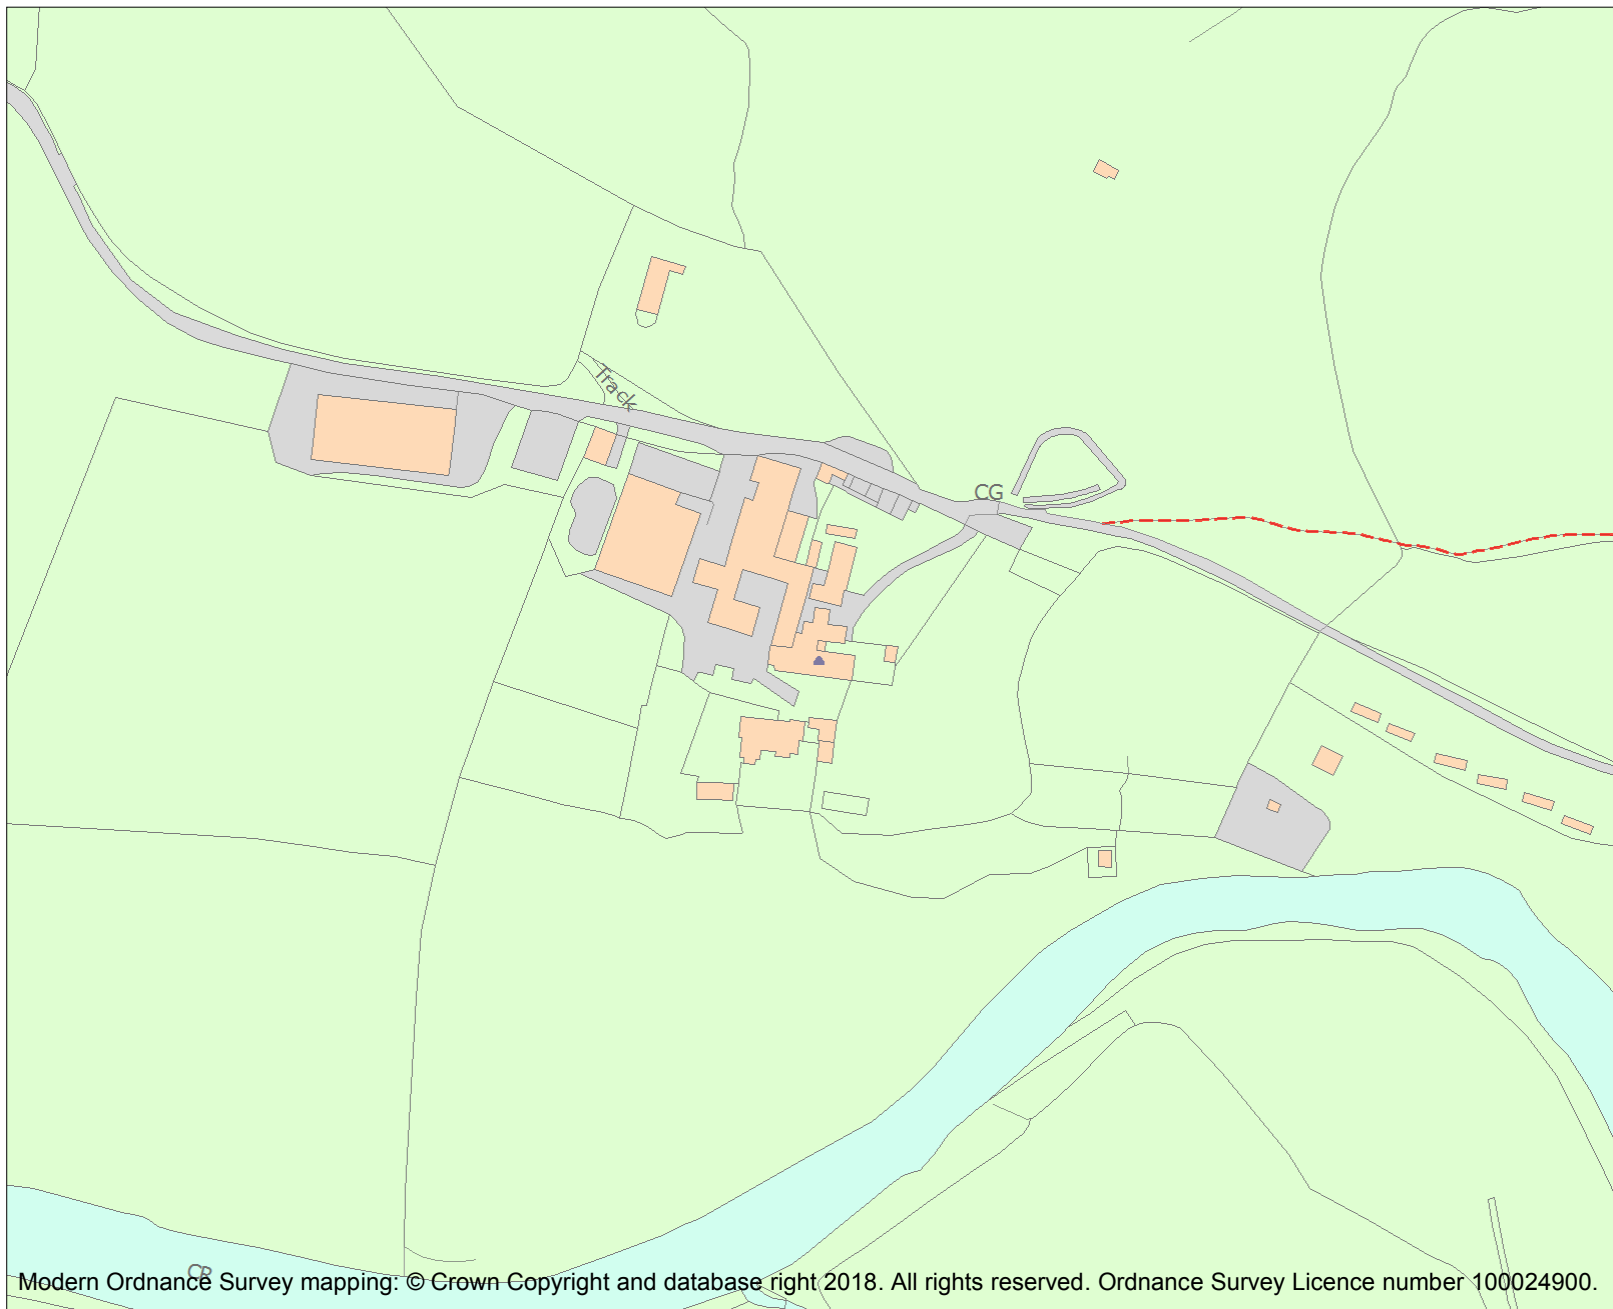 Track
CG
CR
Modern Ordnance Survey mapping: © Crown Copyright and database right 2018. All rights reserved. Ordnance Survey Licence number 100024900.